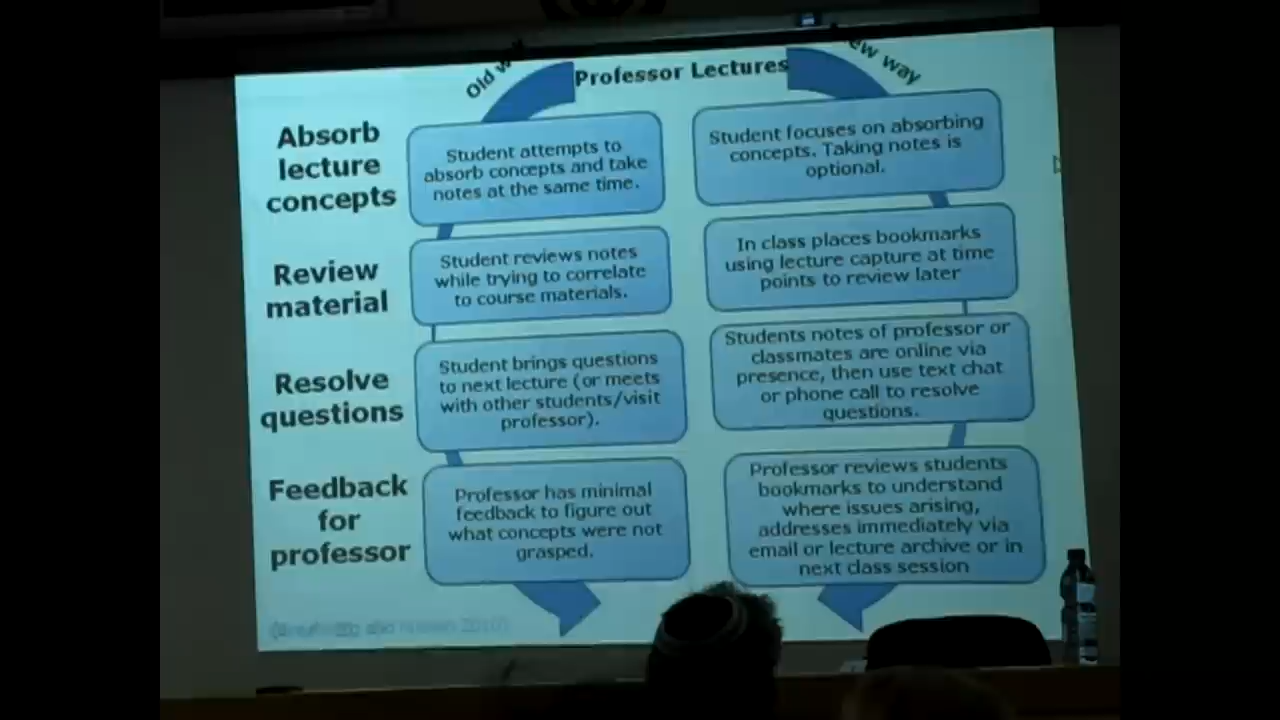 Professor Lectures
Old
way
Absorb
lecture
concepts
Student attempts to
absorb concepts and take
notes at the same time.
Student focuses on absorbing
concepts. Taking notes is
optional.
Review
material
Student reviews notes
while trying to correlate
to course materials.
In class places bookmarks
using lecture capture at time
points to review later
Resolve
questions
Student brings questions
to next lecture (or meets
with other students/visit
professor).
Students notes of professor or
classmates are online via
presence, then use text chat
or phone call to resolve
questions.
Feedback
for
professor
Professor has minimal
feedback to figure out
what concepts were not
grasped.
Professor reviews students
bookmarks to understand
where issues arising,
addresses immediately via
email or lecture archive or in
next class session